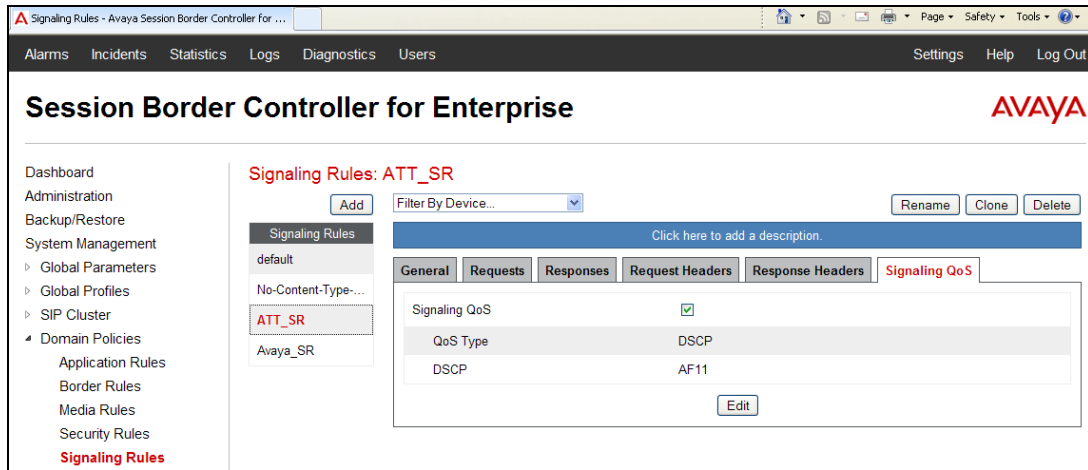 Signaling Rules - Avaya Session Border Controller for ...
Page Safety Tools
Alarms Incidents Statistics Logs Diagnostics Users Settings Help Log Out
Session Border Controller for Enterprise
AVAYA
Dashboard
Administration
Backup/Restore
System Management
Global Parameters
Global Profiles
SIP Cluster
Domain Policies
Application Rules
Border Rules
Media Rules
Security Rules
Signaling Rules
Signaling Rules: ATT_SR
Add
Filter By Device...
Rename Clone Delete
Signaling Rules
default
No-Content-Type-...
ATT_SR
Avaya_SR
Click here to add a description.
General Requests Responses Request Headers Response Headers Signaling QoS
Signaling QoS
QoS Type DSCP
DSCP AF11
Edit